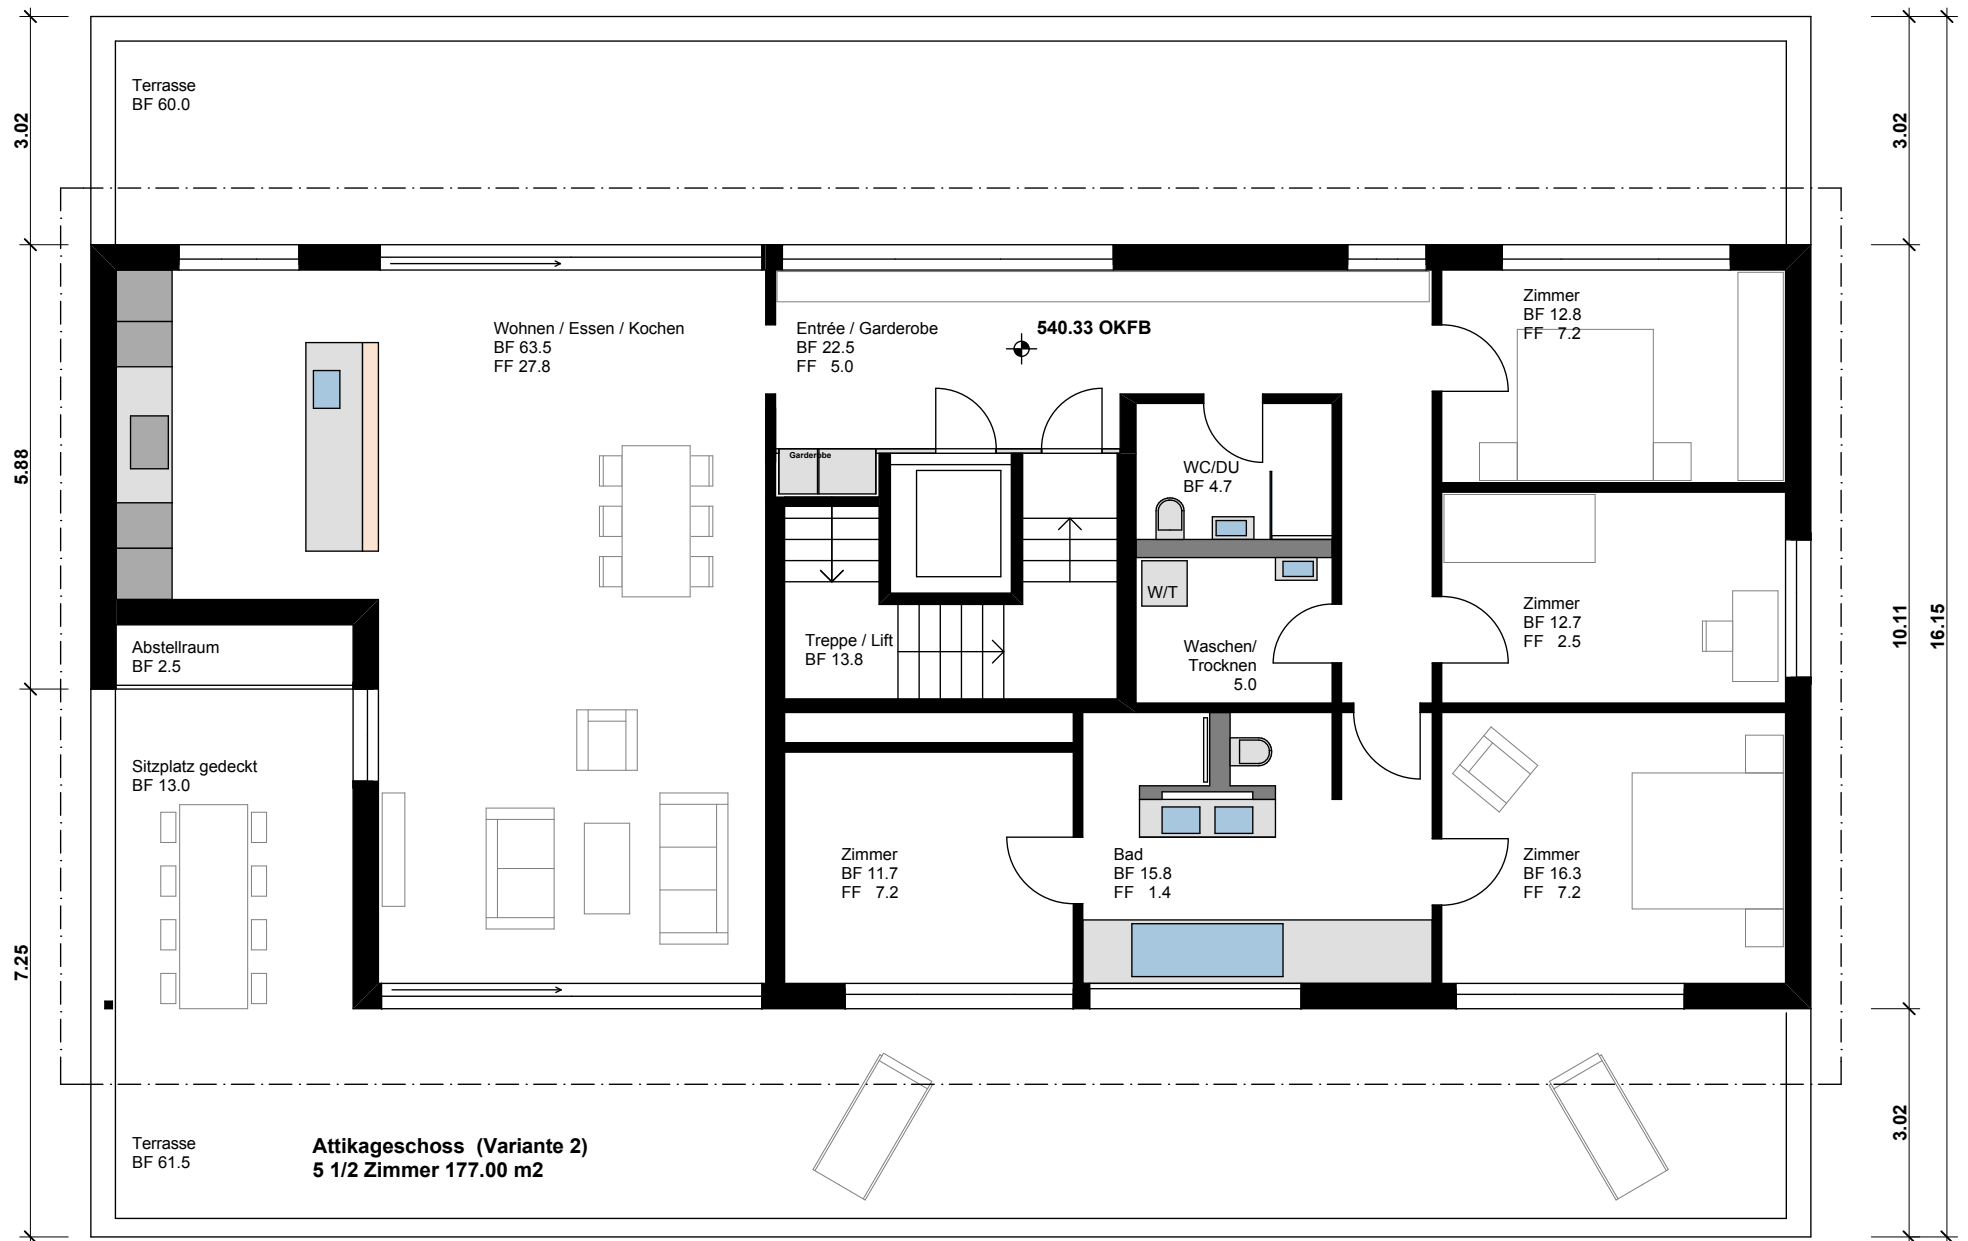 Terrasse
BF 60.0
3.02
3.02
Wohnen / Essen / Kochen
BF 63.5
FF 27.8
Entrée / Garderobe
BF 22.5
FF 5.0
540.33 OKFB
Zimmer
BF 12.8
FF 7.2
5.88
Garderobe
WC/DU
BF 4.7
W/T
Zimmer
BF 12.7
FF 2.5
10.11
16.15
Abstellraum
BF 2.5
Treppe / Lift
BF 13.8
Waschen/
Trocknen
5.0
Sitzplatz gedeckt
BF 13.0
Zimmer
BF 11.7
FF 7.2
Bad
BF 15.8
FF 1.4
Zimmer
BF 16.3
FF 7.2
7.25
3.02
Terrasse
BF 61.5
Attikageschoss (Variante 2)
5 1/2 Zimmer 177.00 m2